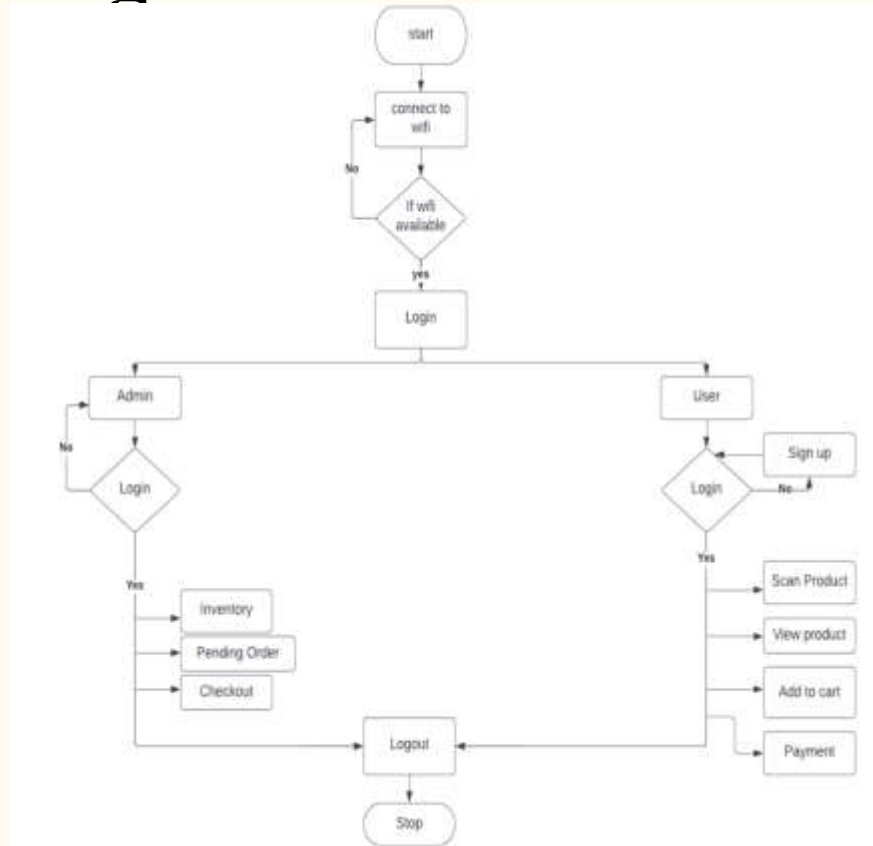 start
connect to
wifi
No
If wifi
available
yes
Login
Admin
User
No
Login
Sign up
Login
No
Yes
Yes
Scan Product
Inventory
View product
Pending Order
Checkout
Add to cart
Logout
Payment
Stop